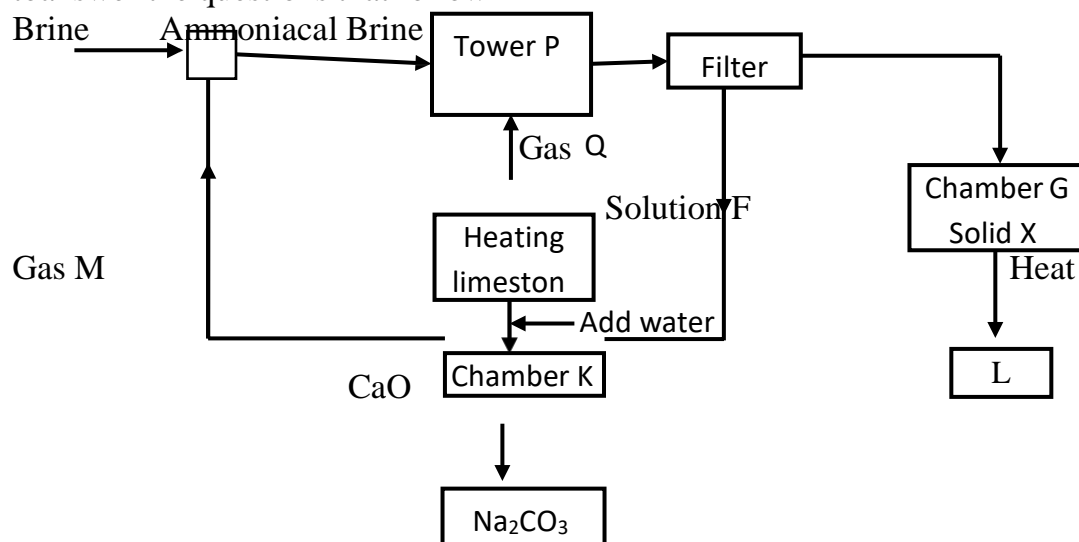 Brine Ammoniacal Brine
Tower P
Filter
Gas Q
Chamber G
Solid X
Solution F
Heating
limeston
Gas M
Heat
Add water
CaO
Chamber K
L
Na₂CO₃